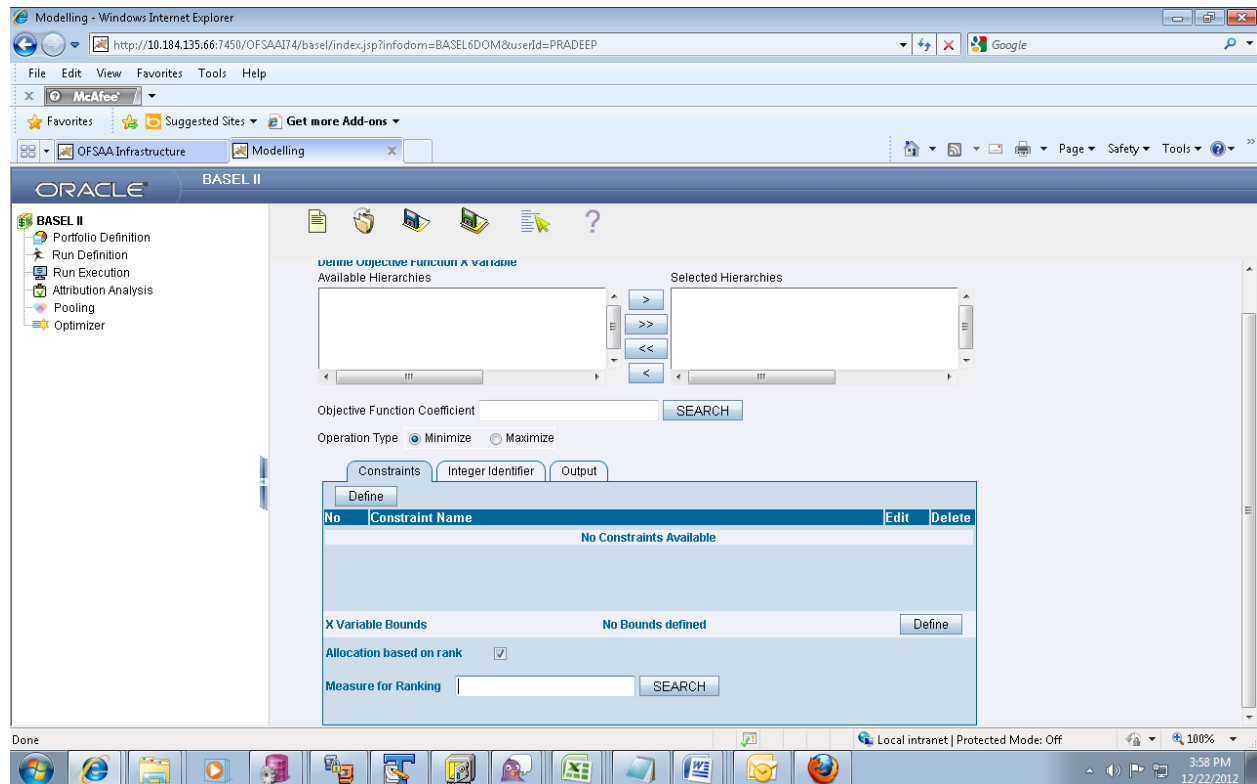 Modelling - Windows Internet Explorer
http://10.184.135.66:7450/OFSAAI74/basel/index.jsp?infodom=BASEL6DOM&userId=PRADEEP
Google
File Edit View Favorites Tools Help
x McAfee
Favorites Suggested Sites Get more Add-ons
OFSAA Infrastructure Modelling x Page Safety Tools »
ORACLE BASEL II
BASEL II
Portfolio Definition
Run Definition
Run Execution
Attribution Analysis
Pooling
Optimizer
?
Define Objective Function X Variable
Available Hierarchies Selected Hierarchies
>
>>
<<
<
Objective Function Coefficient SEARCH
Operation Type Minimize Maximize
Constraints Integer Identifier Output
Define
No Constraint Name Edit Delete
No Constraints Available
X Variable Bounds No Bounds defined Define
Allocation based on rank
Measure for Ranking SEARCH
Done Local intranet | Protected Mode: Off 100%
3:58 PM
12/22/2012